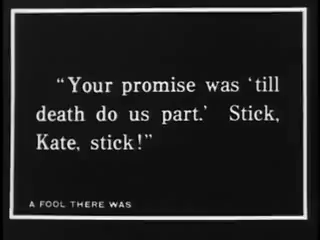 “Your promise was ‘till
death do us part.’ Stick,
Kate, stick!”
A FOOL THERE WAS